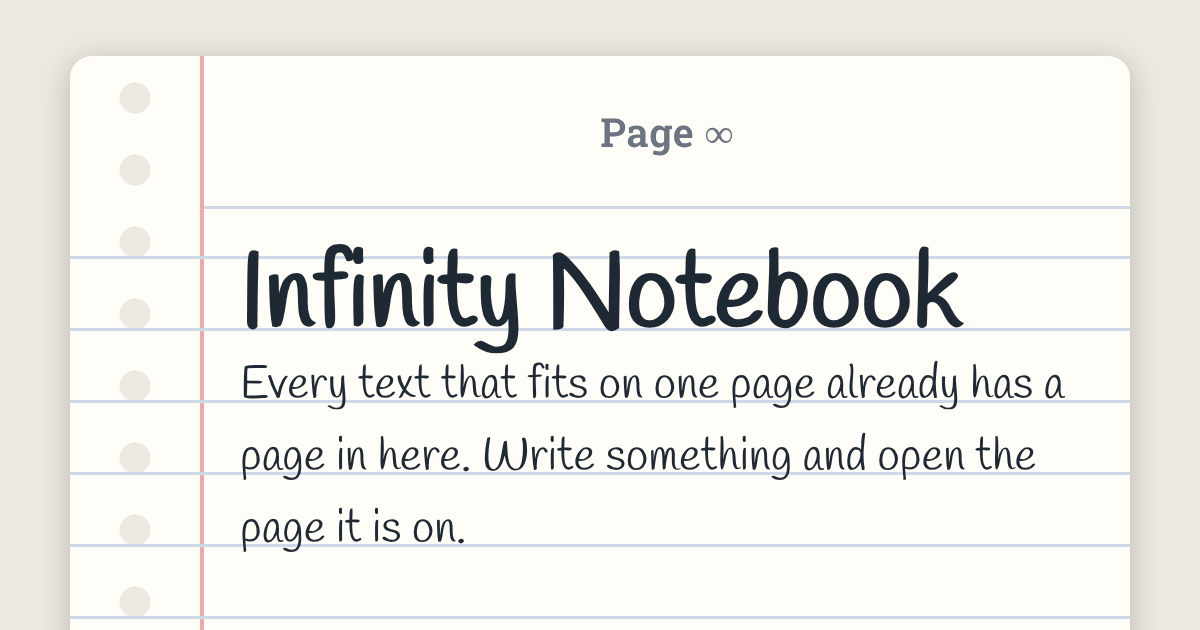 Page ∞
Infinity Notebook
Every text that fits on one page already has a
page in here. Write something and open the
page it is on.